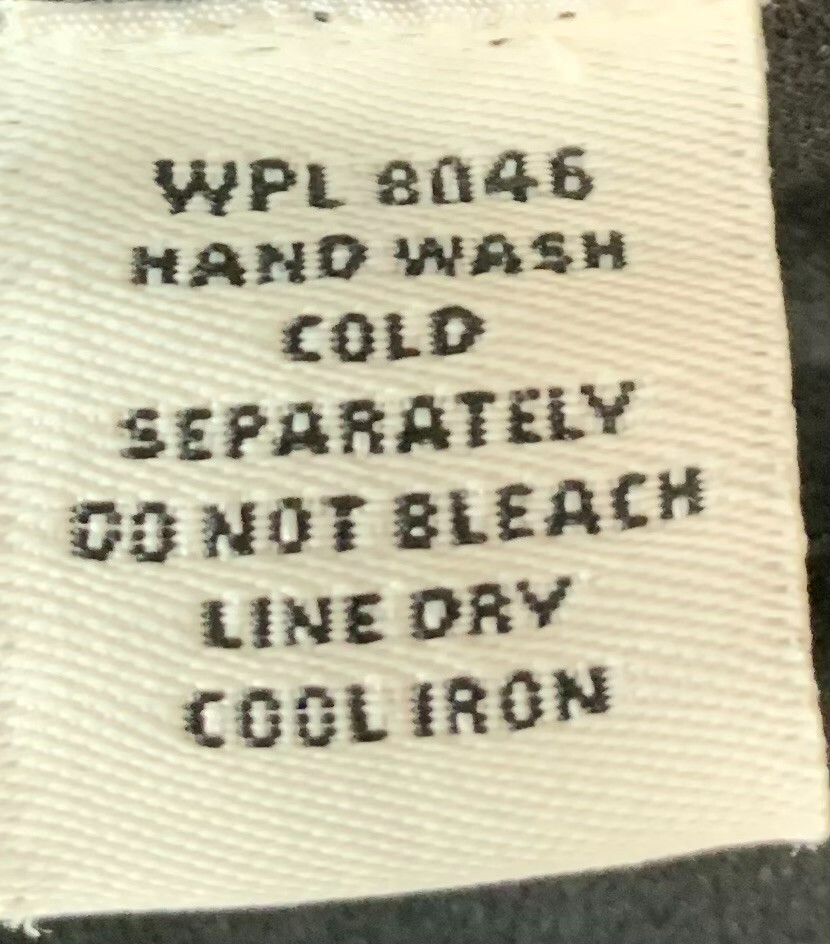 WPL 8046
HAND WASH
COLD
SEPARATELY
DO NOT BLEACH
LINE DRY
COOL IRON